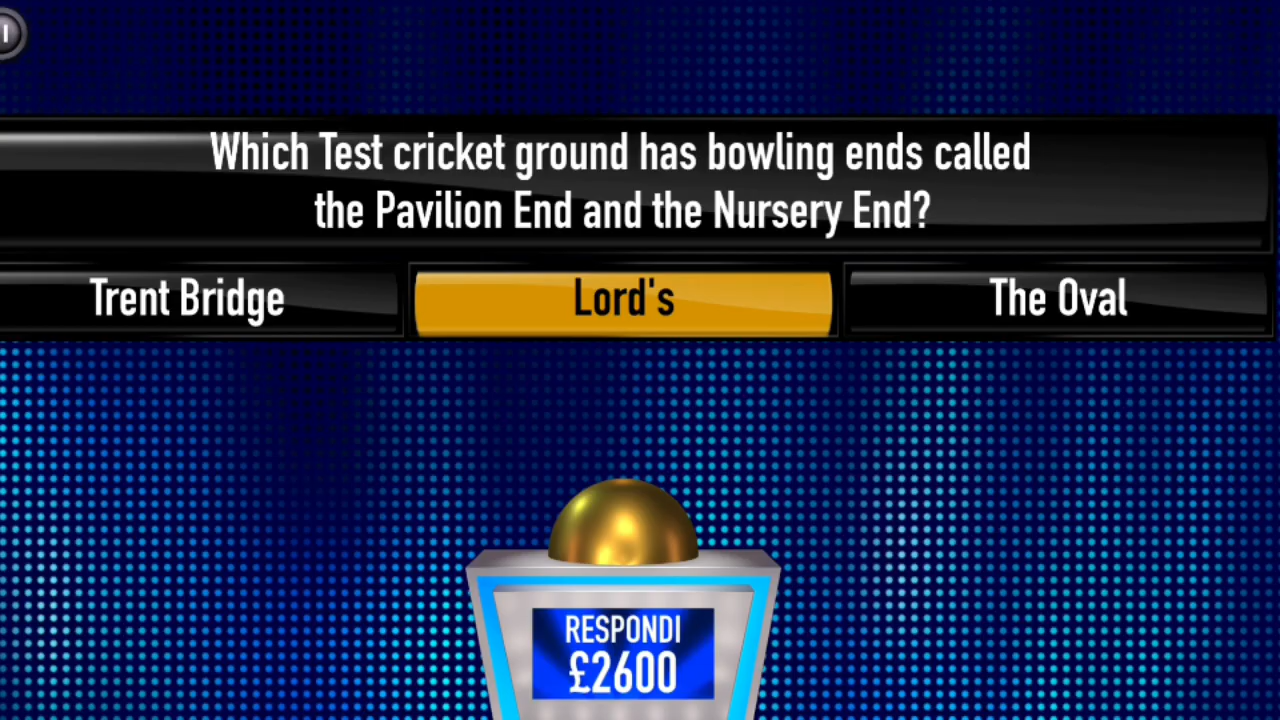 Which Test cricket ground has bowling ends called
the Pavilion End and the Nursery End?
Trent Bridge
Lord's
The Oval
RESPONDI
£2600